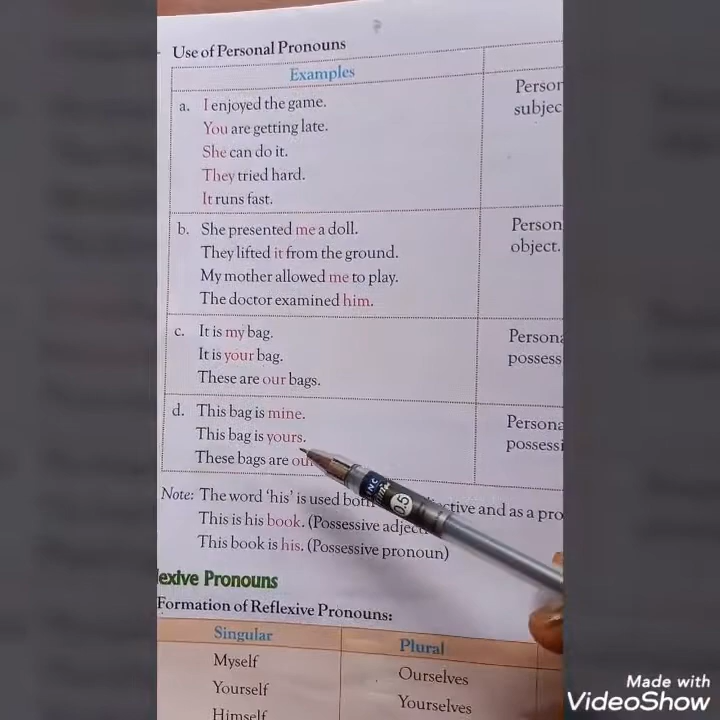 Use of Personal Pronouns
Examples
a. I enjoyed the game.
You are getting late.
She can do it.
They tried hard.
It runs fast.
Person
subjec
b. She presented me a doll.
They lifted it from the ground.
My mother allowed me to play.
The doctor examined him.
Person
object.
c. It is my bag.
It is your bag.
These are our bags.
Persona
possess
d. This bag is mine.
This bag is yours.
These bags are ou
Persona
possessi
Note: The word 'his' is used both ective and as a pro
This is his book. (Possessive adjec
This book is his. (Possessive pronoun)
lexive Pronouns
Formation of Reflexive Pronouns:
Singular Plural
Myself Ourselves
Yourself Yourselves
Himself
0.5
Made with
VideoShow